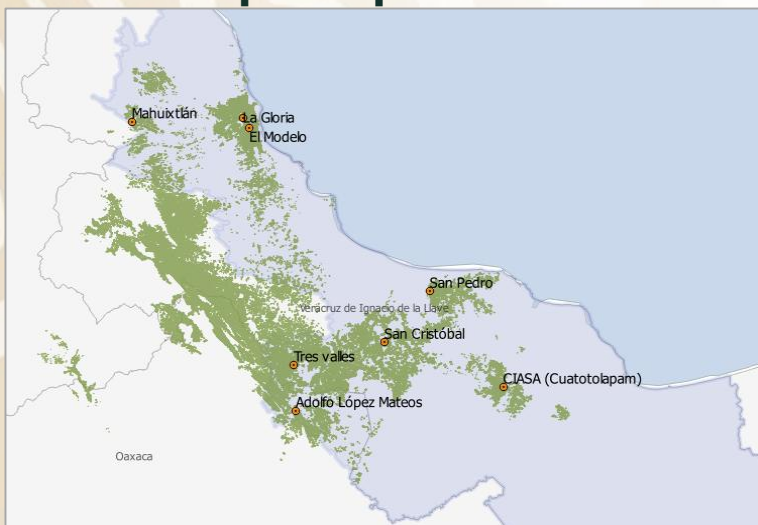 Mahuixtlán
La Gloria
El Modelo
San Pedro
Veracruz de Ignacio de la Llave
San Cristóbal
Tres valles
CIASA (Cuatotolapam)
Adolfo López Mateos
Oaxaca